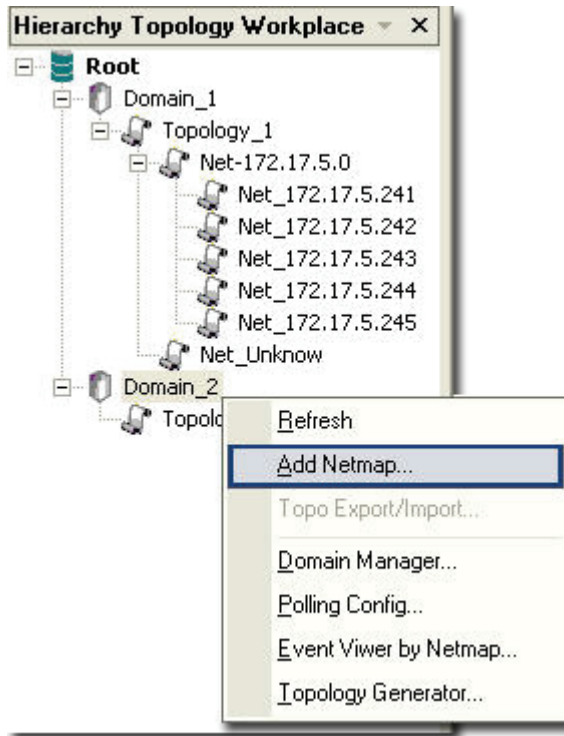 Hierarchy Topology Workplace
Root
Domain_1
Topology_1
Net-172.17.5.0
Net_172.17.5.241
Net_172.17.5.242
Net_172.17.5.243
Net_172.17.5.244
Net_172.17.5.245
Net_Unknow
Domain_2
Topolo
Refresh
Add Netmap...
Topo Export/Import...
Domain Manager...
Polling Config...
Event Viwer by Netmap...
Topology Generator...